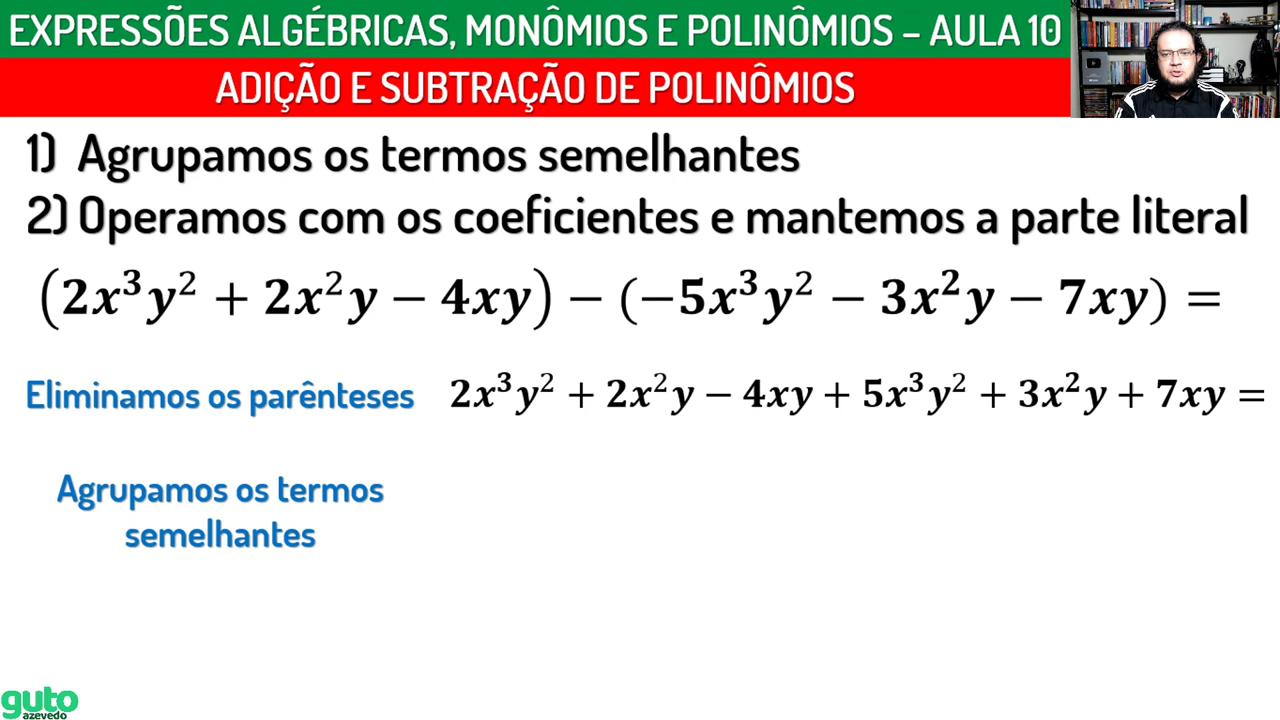 EXPRESSÕES ALGÉBRICAS, MONÔMIOS E POLINÔMIOS – AULA 10
ADIÇÃO E SUBTRAÇÃO DE POLINÔMIOS
1) Agrupamos os termos semelhantes
2) Operamos com os coeficientes e mantemos a parte literal
(2x³y² + 2x²y − 4xy) − (−5x³y² − 3x²y − 7xy) =
Eliminamos os parênteses 2x³y² + 2x²y − 4xy + 5x³y² + 3x²y + 7xy =
Agrupamos os termos
semelhantes
guto
azevedo